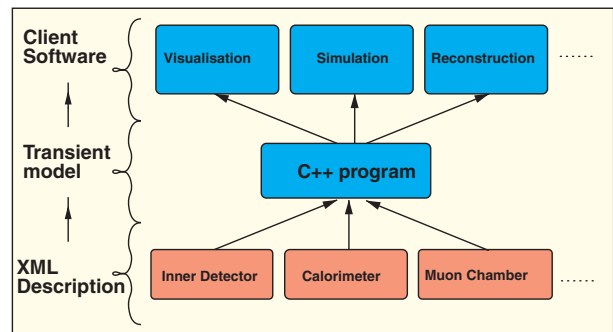 Client
Software
Visualisation
Simulation
Reconstruction
......
Transient
model
C++ program
XML
Description
Inner Detector
Calorimeter
Muon Chamber
......